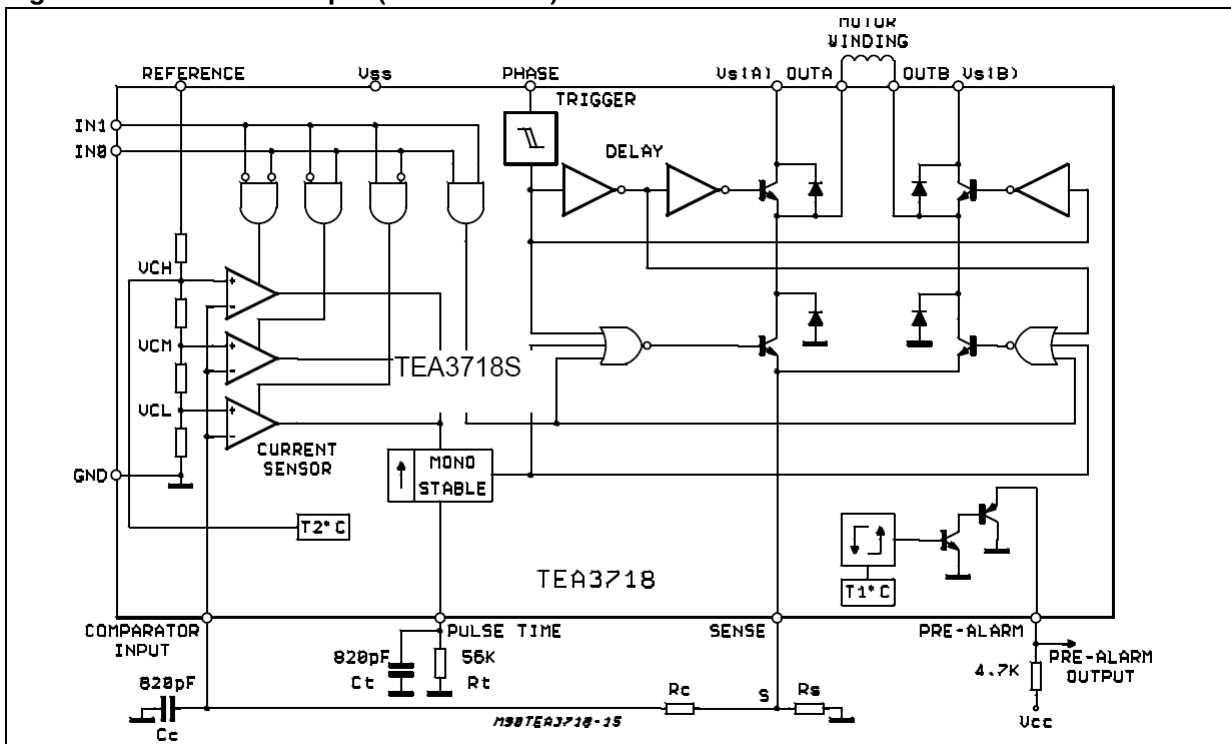 MOTOR
WINDING
REFERENCE Vss PHASE Vs(A) OUTA OUTB Vs(B)
TRIGGER
IN1
IN0
DELAY
VCH
VCM
TEA3718S
VCL
CURRENT
SENSOR
MONO
STABLE
GND
T2°C
T1°C
TEA3718
COMPARATOR
INPUT
PULSE TIME
SENSE
PRE-ALARM
PRE-ALARM
OUTPUT
820pF
Ct
56K
Rt
4.7K
Vcc
820pF
Cc
Rc
S
Rs
M98TEA3718-15